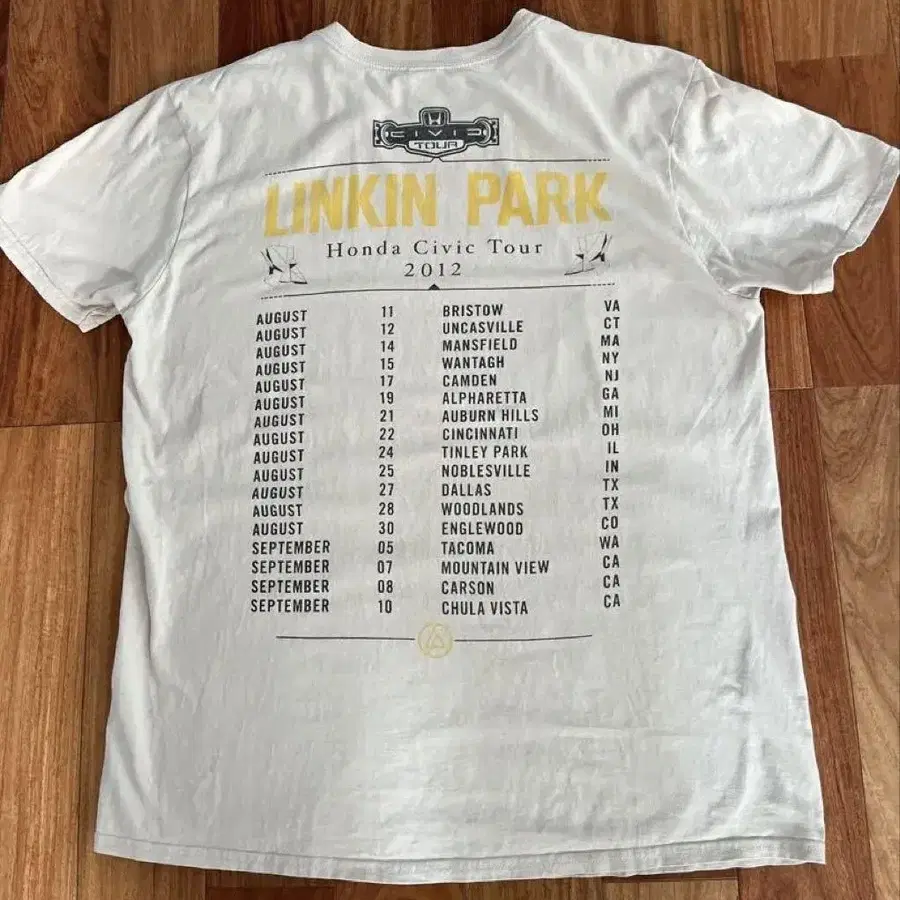 CIVIC
TOUR
LINKIN PARK
Honda Civic Tour
2012
AUGUST 11 BRISTOW VA
AUGUST 12 UNCASVILLE CT
AUGUST 14 MANSFIELD MA
AUGUST 15 WANTAGH NY
AUGUST 17 CAMDEN NJ
AUGUST 19 ALPHARETTA GA
AUGUST 21 AUBURN HILLS MI
AUGUST 22 CINCINNATI OH
AUGUST 24 TINLEY PARK IL
AUGUST 25 NOBLESVILLE IN
AUGUST 27 DALLAS TX
AUGUST 28 WOODLANDS TX
AUGUST 30 ENGLEWOOD CO
SEPTEMBER 05 TACOMA WA
SEPTEMBER 07 MOUNTAIN VIEW CA
SEPTEMBER 08 CARSON CA
SEPTEMBER 10 CHULA VISTA CA